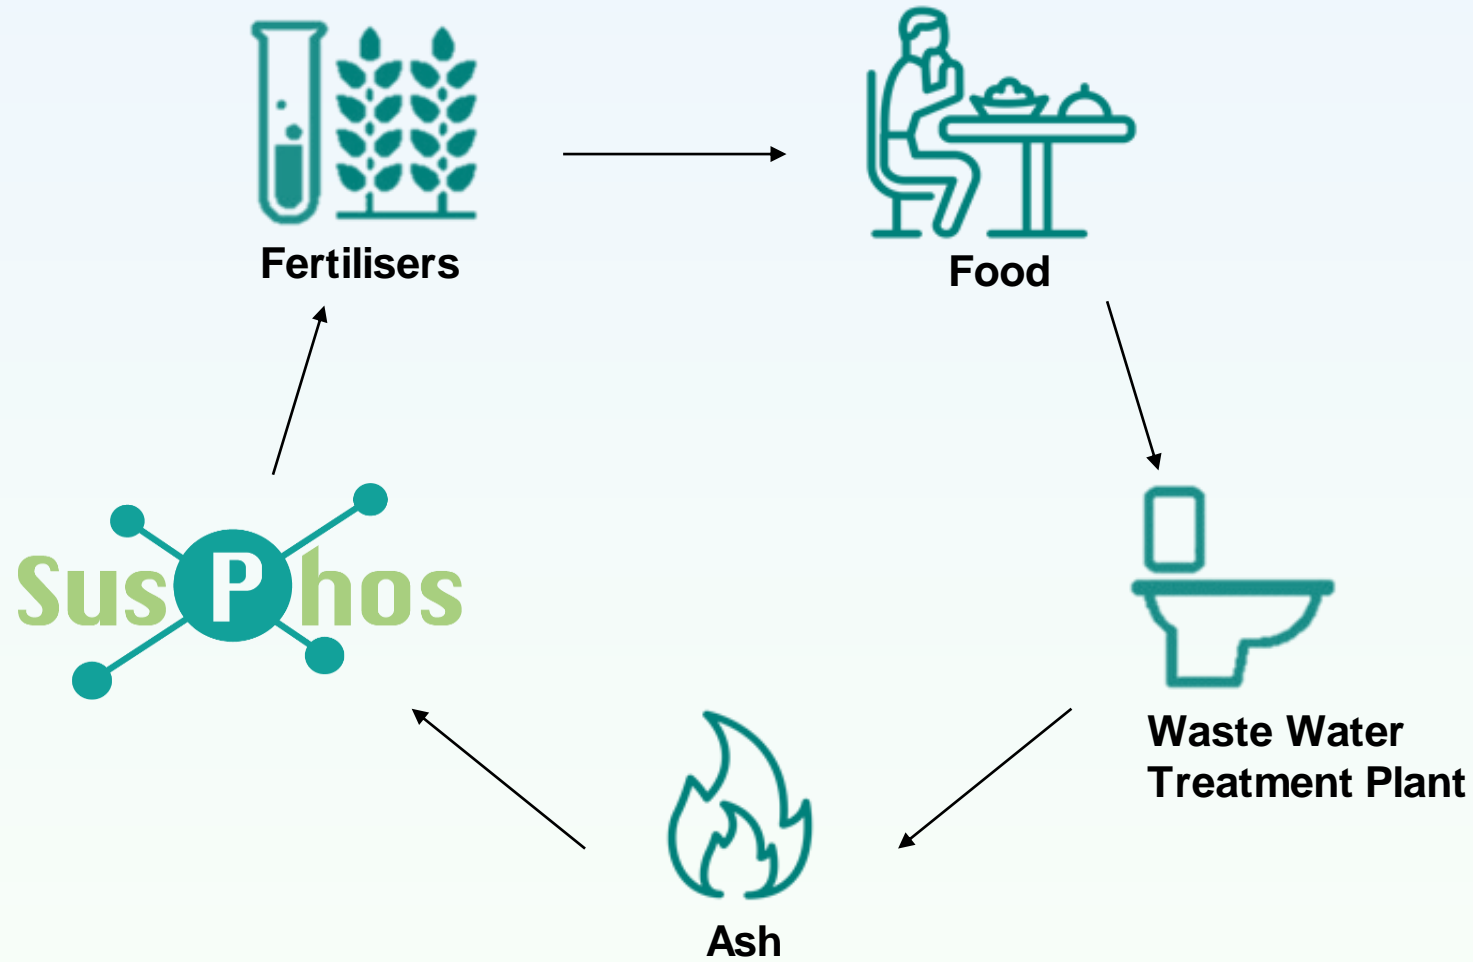 Fertilisers
Food
SusPhos
Waste Water
Treatment Plant
Ash